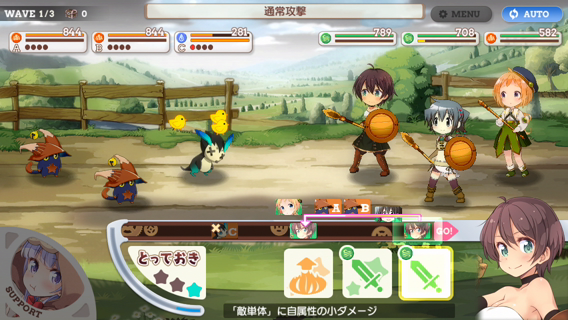 WAVE 1/3 0
通常攻撃
MENU
AUTO
844
A
844
B
281
C
789
708
582
A B
C
GO!
とっておき
SUPPORT
「敵単体」に自属性の小ダメージ